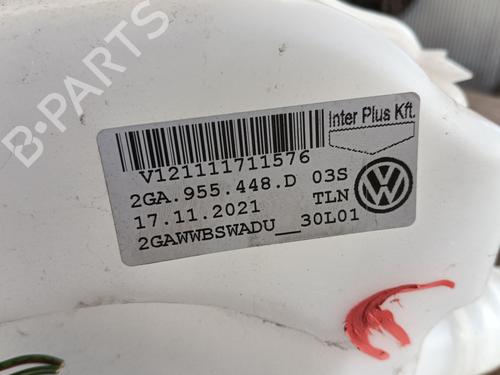 B-PARTS
Inter Plus Kft.
V121111711576
2GA.955.448.D 03S
17.11.2021 TLN
2GAWWBSWADU__30L01